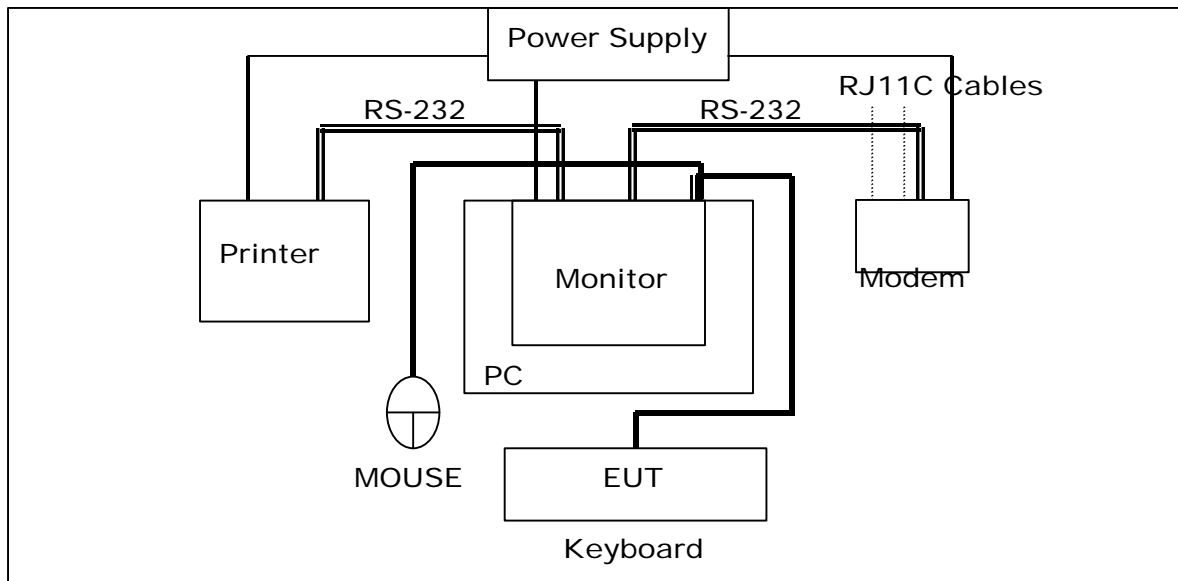 Power Supply
RJ11C Cables
RS-232
RS-232
Printer
Monitor
Modem
PC
MOUSE
EUT
Keyboard